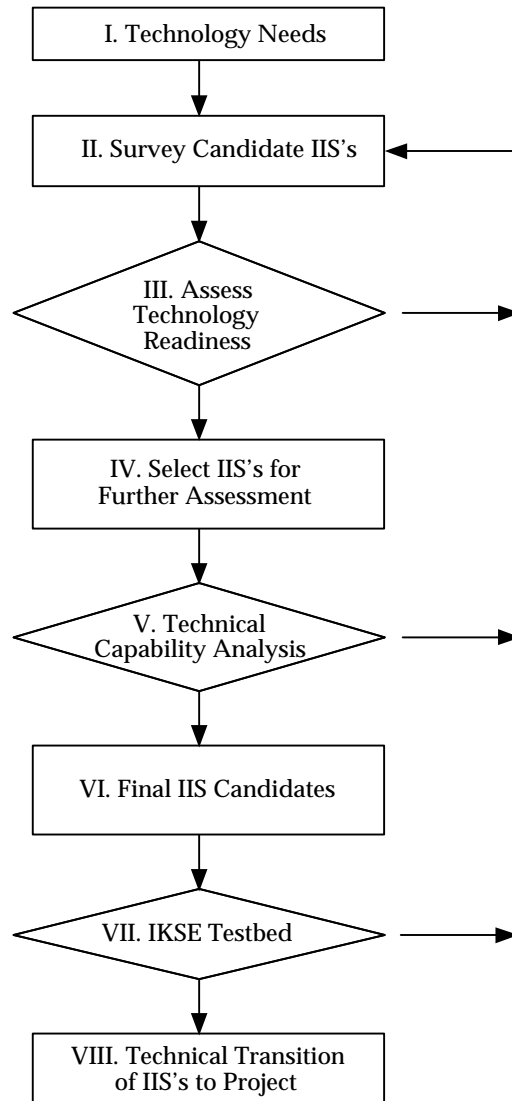 I. Technology Needs
II. Survey Candidate IIS's
III. Assess
Technology
Readiness
IV. Select IIS's for
Further Assessment
V. Technical
Capability Analysis
VI. Final IIS Candidates
VII. IKSE Testbed
VIII. Technical Transition
of IIS's to Project